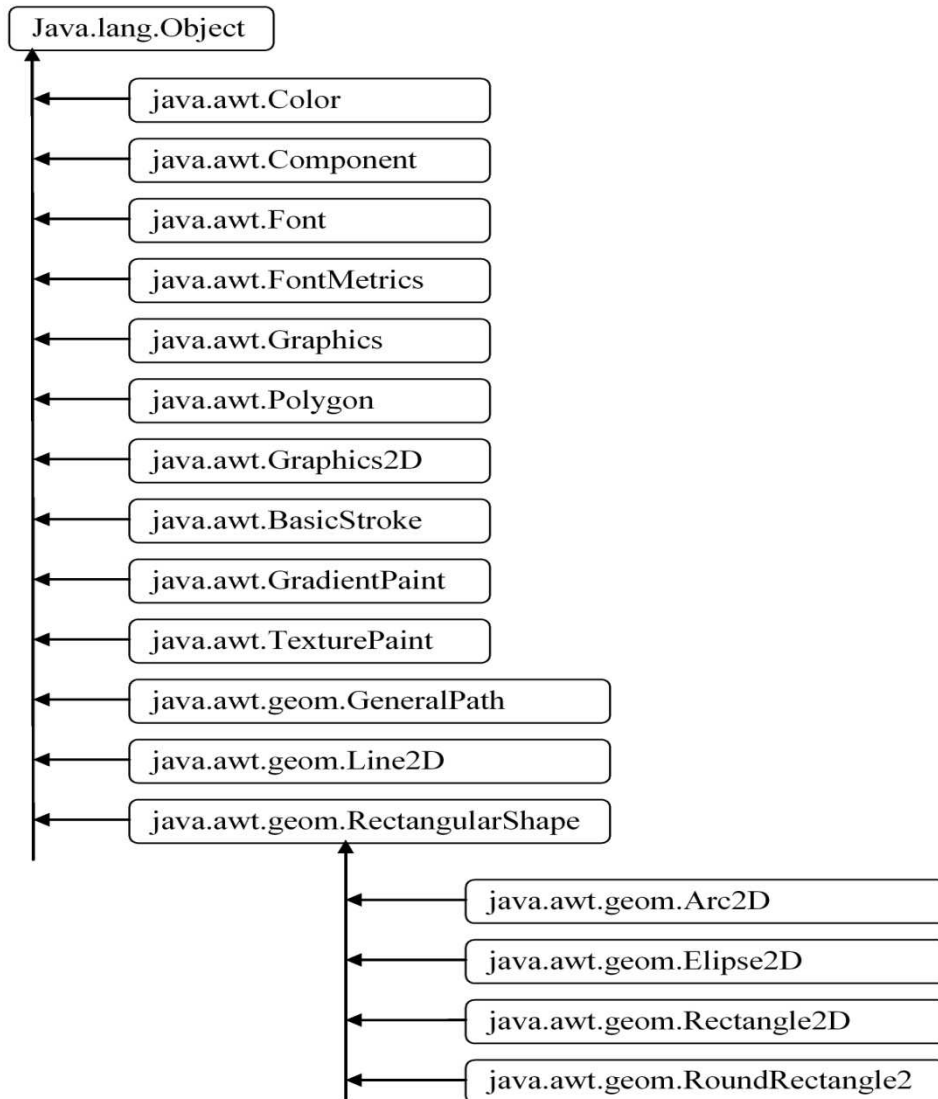 Java.lang.Object
java.awt.Color
java.awt.Component
java.awt.Font
java.awt.FontMetrics
java.awt.Graphics
java.awt.Polygon
java.awt.Graphics2D
java.awt.BasicStroke
java.awt.GradientPaint
java.awt.TexturePaint
java.awt.geom.GeneralPath
java.awt.geom.Line2D
java.awt.geom.RectangularShape
java.awt.geom.Arc2D
java.awt.geom.Elipse2D
java.awt.geom.Rectangle2D
java.awt.geom.RoundRectangle2